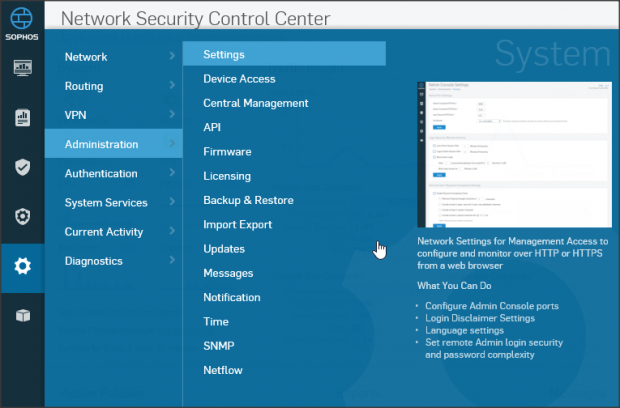 SOPHOS
Network Security Control Center
System
Network
Routing
VPN
Administration
Authentication
System Services
Current Activity
Diagnostics
Settings
Device Access
Central Management
API
Firmware
Licensing
Backup & Restore
Import Export
Updates
Messages
Notification
Time
SNMP
Netflow
Network Settings for Management Access to
configure and monitor over HTTP or HTTPS
from a web browser
What You Can Do
• Configure Admin Console ports
• Login Disclaimer Settings
• Language settings
• Set remote Admin login security
and password complexity